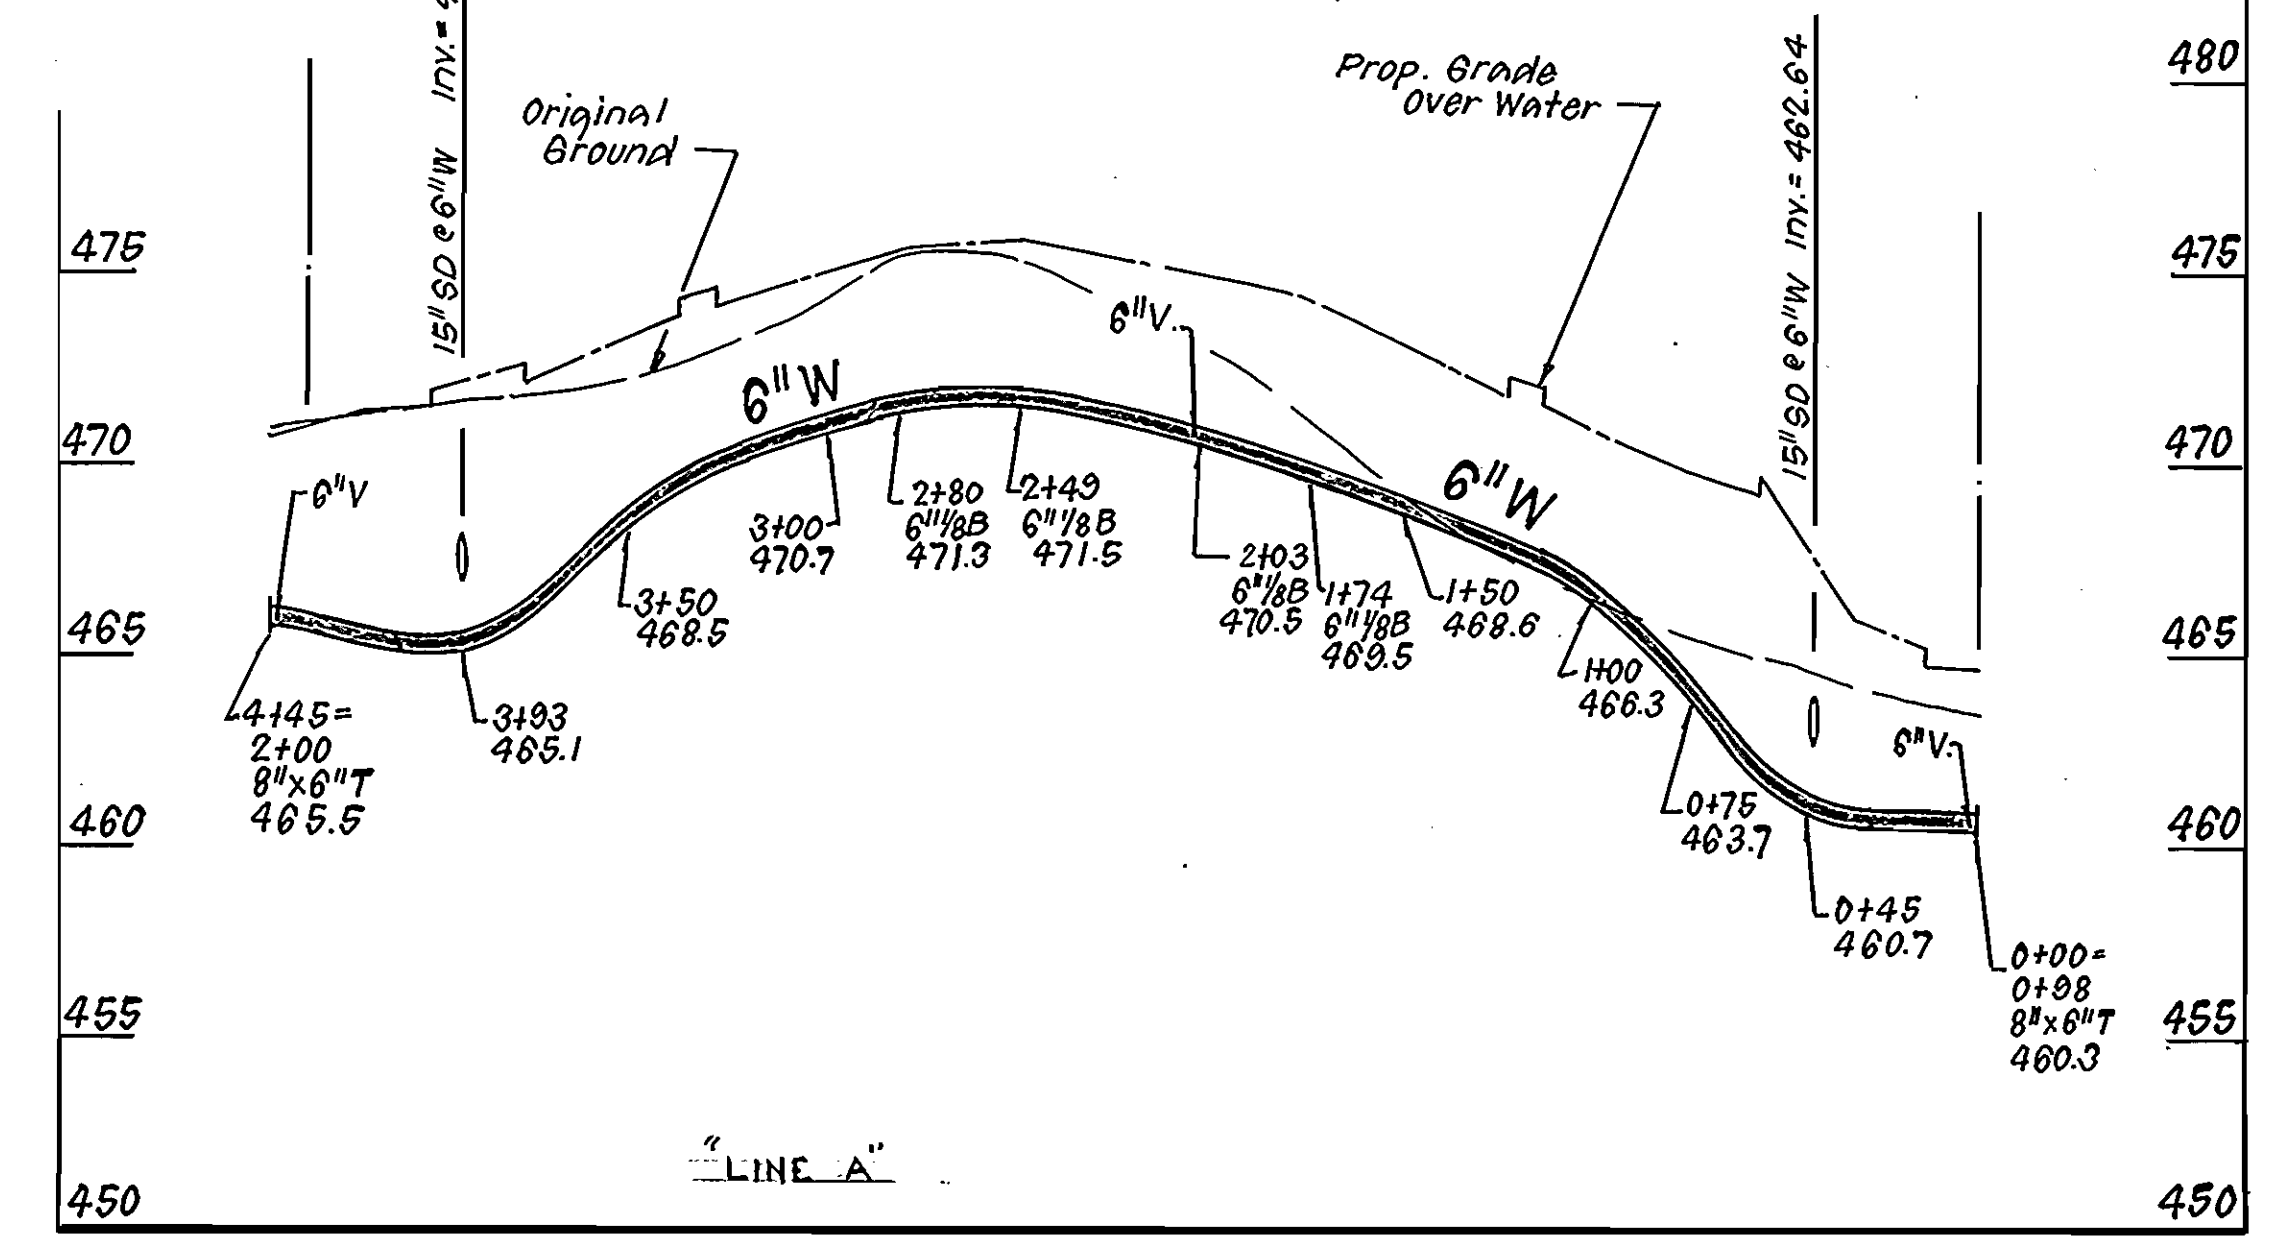 480
475
470
465
460
455
450
475
470
465
460
455
450
15"SD@6"W Inv.=
Original
Ground
Prop. Grade
Over Water
15"SD@6"W Inv.=462.64
6"V.
6"W
6"W
6"V
6"V.
4+45=
2+00
8"x6"T
465.5
3+93
465.1
3+50
468.5
3+00
470.7
2+80
6"1/8B
471.3
2+49
6"1/8B
471.5
2+03
6"1/8B
470.5
1+74
6"1/8B
469.5
1+50
468.6
1+00
466.3
0+75
463.7
0+45
460.7
0+00=
0+98
8"x6"T
460.3
"LINE A"